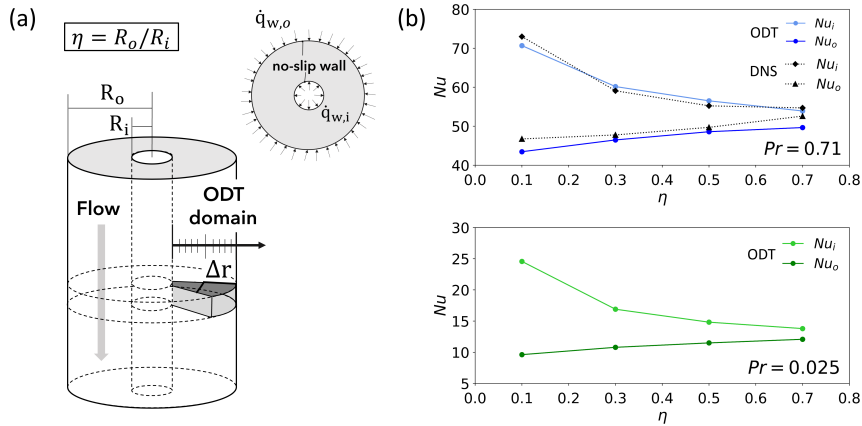 (a)
η = R_o/R_i
q̇_w,o
no-slip wall
q̇_w,i
R_o
R_i
Flow
ODT
domain
Δr
(b)
80
70
60
50
40
Nu
0.0 0.1 0.2 0.3 0.4 0.5 0.6 0.7 0.8
η
ODT
Nu_i
Nu_o
DNS
Nu_i
Nu_o
Pr = 0.71
30
25
20
15
10
5
Nu
0.0 0.1 0.2 0.3 0.4 0.5 0.6 0.7 0.8
η
ODT
Nu_i
Nu_o
Pr = 0.025